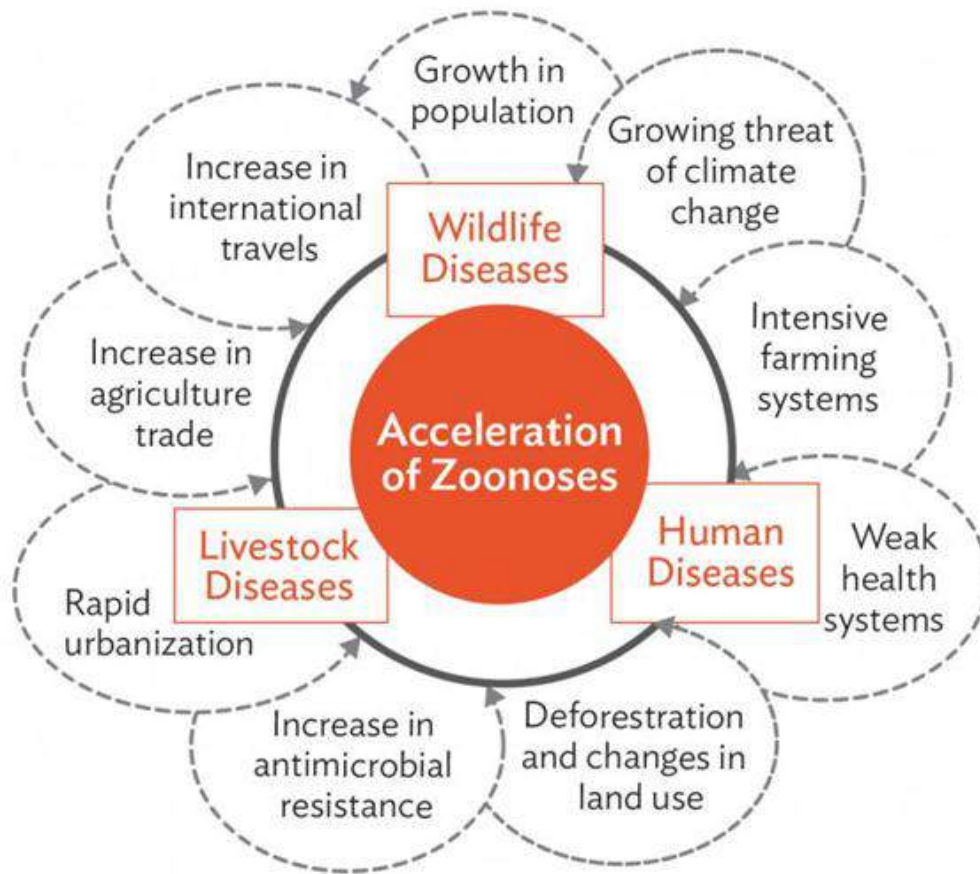 Growth in
population
Growing threat
of climate
change
Intensive
farming
systems
Weak
health
systems
Deforestration
and changes in
land use
Increase in
antimicrobial
resistance
Rapid
urbanization
Increase in
agriculture
trade
Increase in
international
travels
Wildlife
Diseases
Human
Diseases
Livestock
Diseases
Acceleration
of Zoonoses